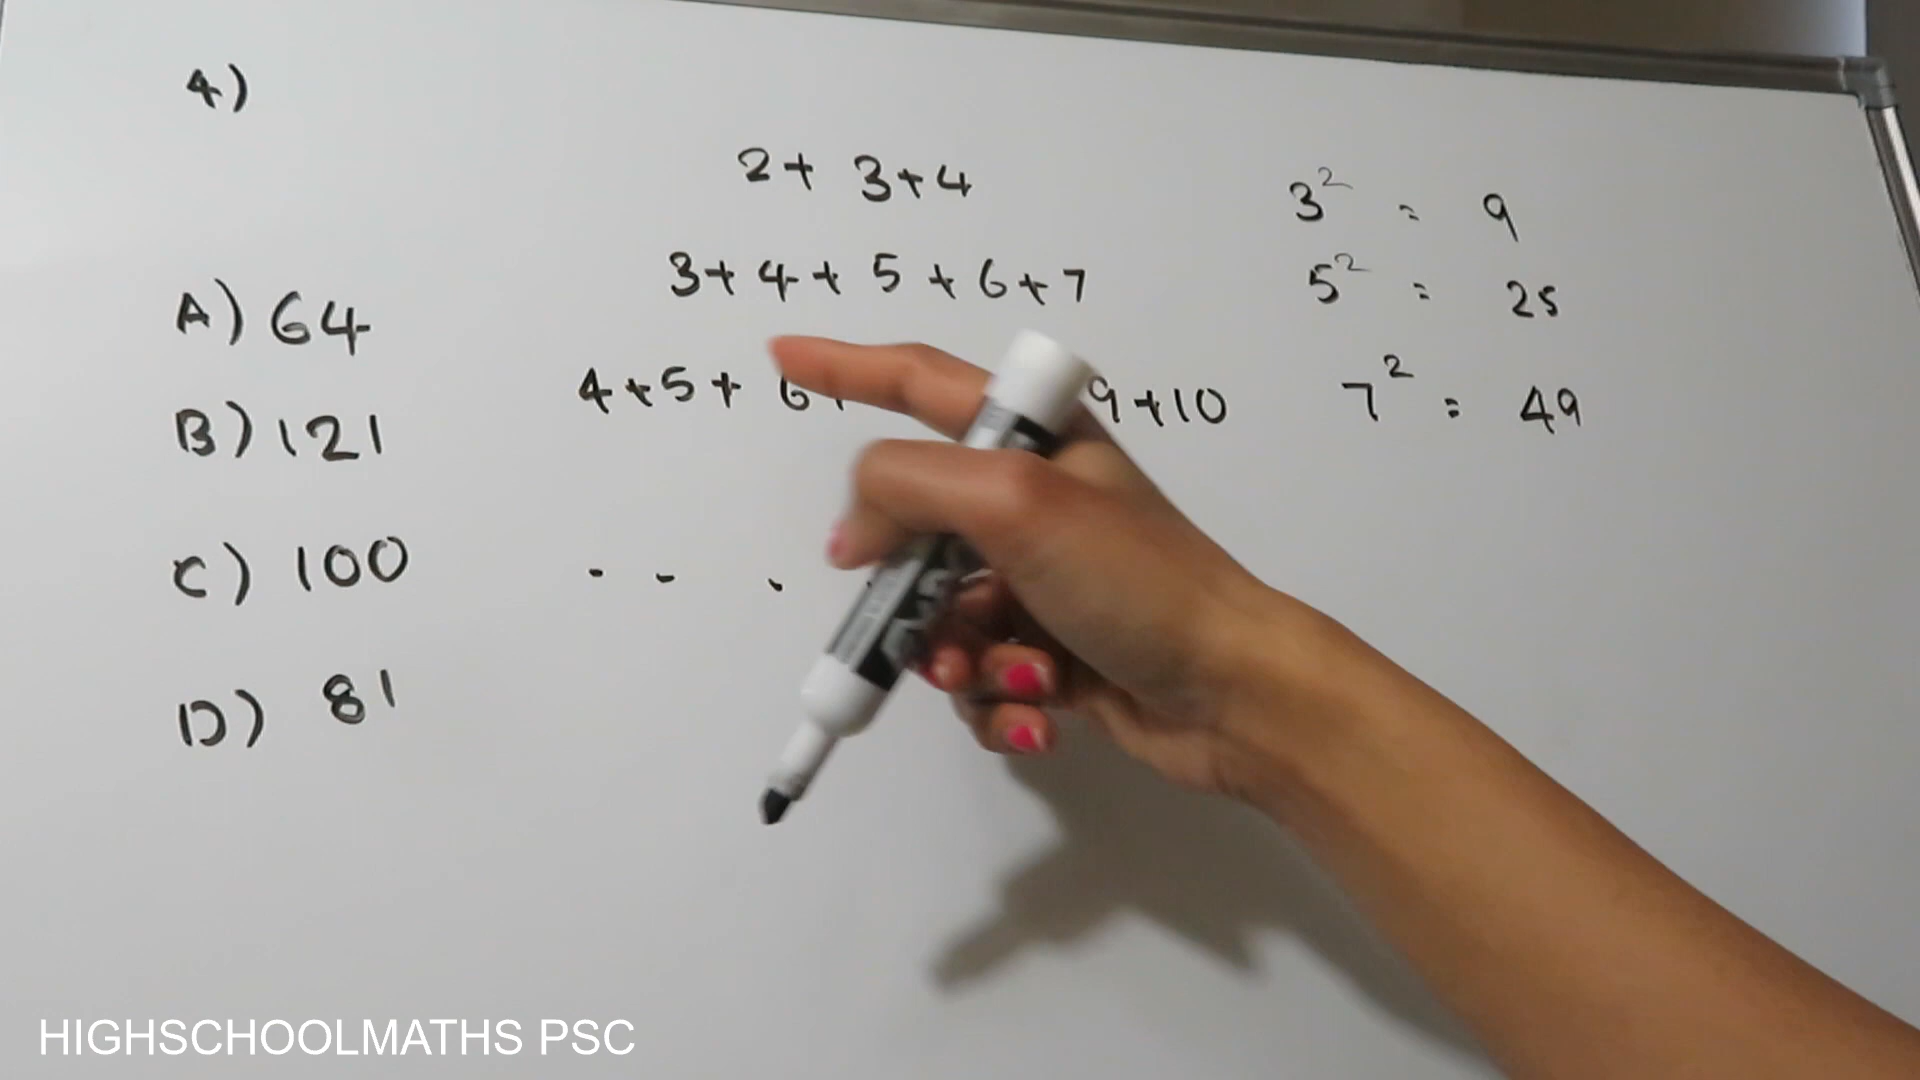 4)
2 + 3 + 4
3² = 9
3 + 4 + 5 + 6 + 7
5² = 25
A) 64
4 + 5 + 6 +
9 + 10
7² = 49
B) 121
C) 100
D) 81
HIGHSCHOOLMATHS PSC